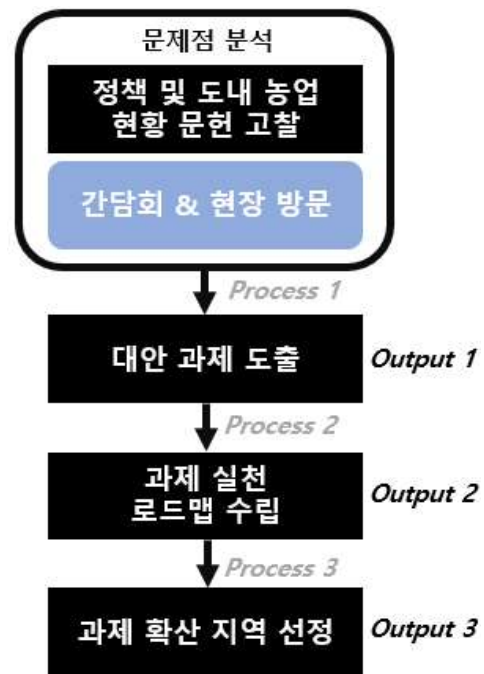 문제점 분석
정책 및 도내 농업
현황 문헌 고찰
간담회 & 현장 방문
Process 1
대안 과제 도출
Output 1
Process 2
과제 실천
로드맵 수립
Output 2
Process 3
과제 확산 지역 선정
Output 3